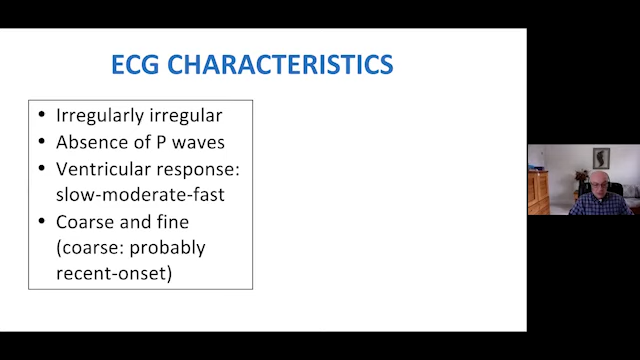 ECG CHARACTERISTICS
• Irregularly irregular
• Absence of P waves
• Ventricular response:
slow-moderate-fast
• Coarse and fine
(coarse: probably
recent-onset)